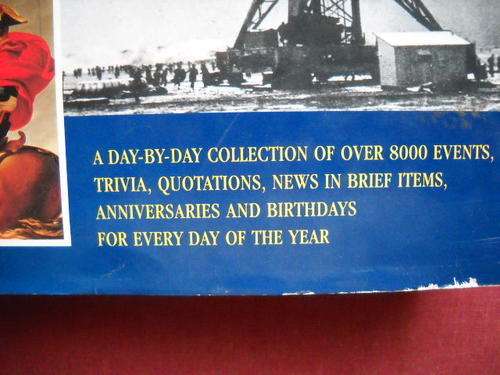 A DAY-BY-DAY COLLECTION OF OVER 8000 EVENTS,
TRIVIA, QUOTATIONS, NEWS IN BRIEF ITEMS,
ANNIVERSARIES AND BIRTHDAYS
FOR EVERY DAY OF THE YEAR